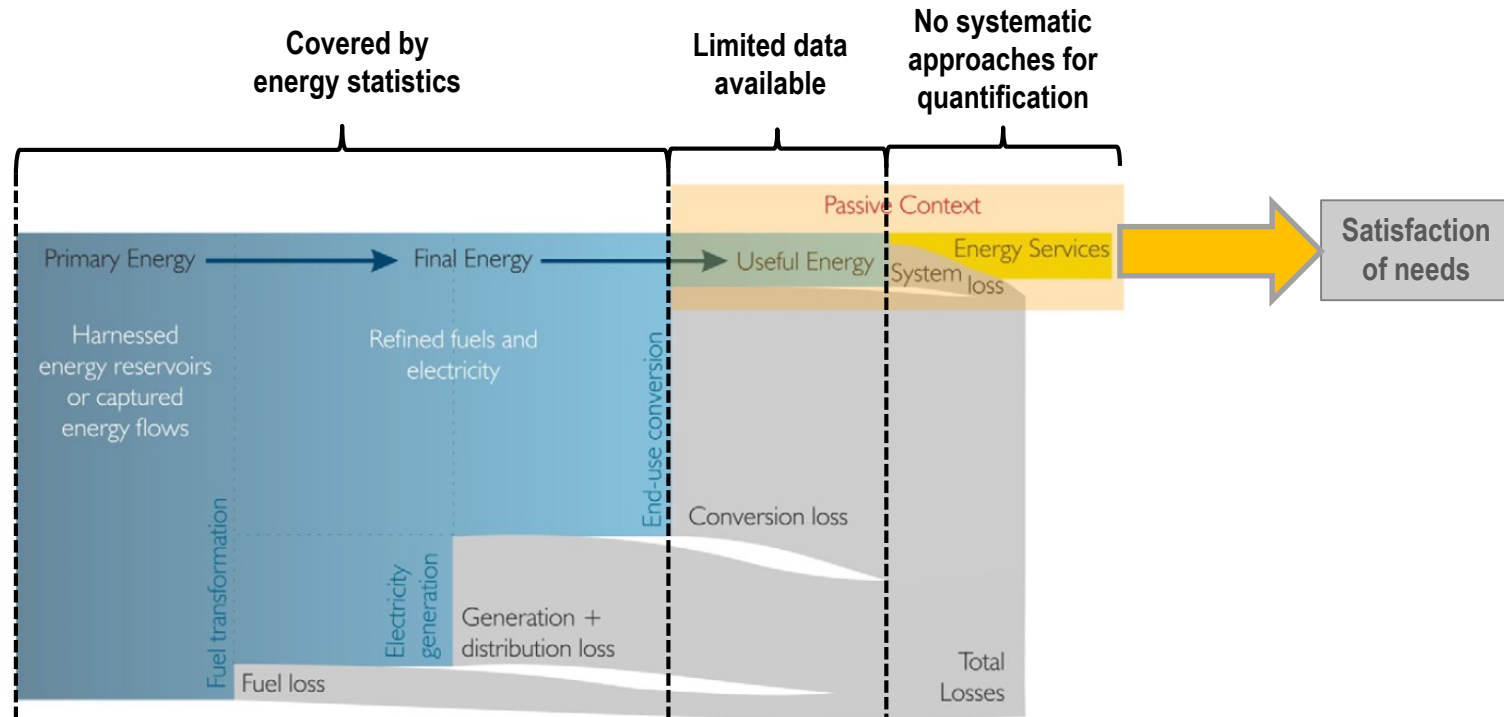 Covered by
energy statistics
Limited data
available
No systematic
approaches for
quantification
Passive Context
Primary Energy
Final Energy
Useful Energy
Energy Services
System
loss
Satisfaction
of needs
Harnessed
energy reservoirs
or captured
energy flows
Refined fuels and
electricity
Fuel transformation
Electricity
generation
End-use conversion
Conversion loss
Generation +
distribution loss
Fuel loss
Total
Losses